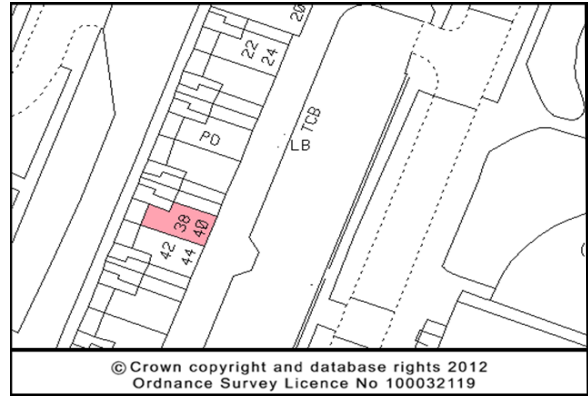 20
22
24
PD
TCB
LB
38
40
42
44
© Crown copyright and database rights 2012
Ordnance Survey Licence No 100032119